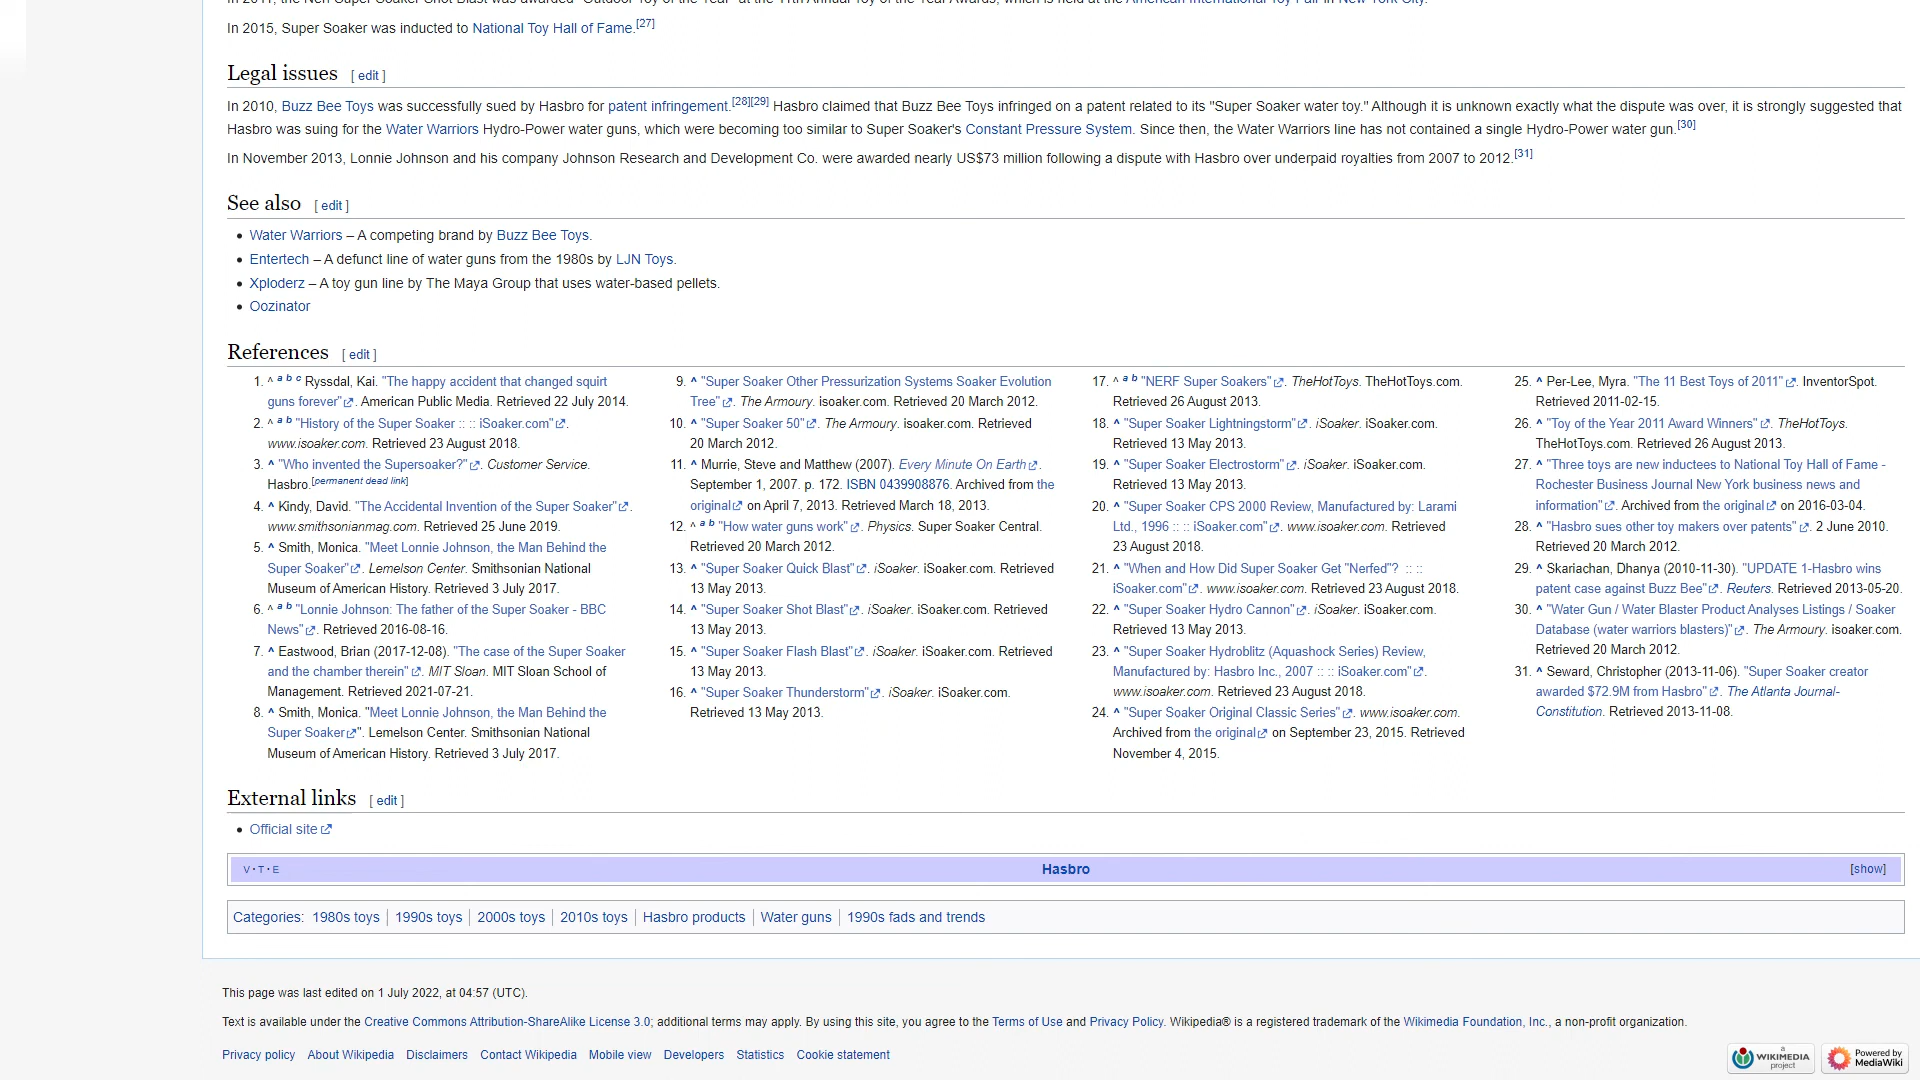 In 2015, Super Soaker was inducted to National Toy Hall of Fame.[27]
Legal issues [ edit ]
In 2010, Buzz Bee Toys was successfully sued by Hasbro for patent infringement.[28][29] Hasbro claimed that Buzz Bee Toys infringed on a patent related to its "Super Soaker water toy." Although it is unknown exactly what the dispute was over, it is strongly suggested that
Hasbro was suing for the Water Warriors Hydro-Power water guns, which were becoming too similar to Super Soaker's Constant Pressure System. Since then, the Water Warriors line has not contained a single Hydro-Power water gun.[30]
In November 2013, Lonnie Johnson and his company Johnson Research and Development Co. were awarded nearly US$73 million following a dispute with Hasbro over underpaid royalties from 2007 to 2012.[31]
See also [ edit ]
• Water Warriors – A competing brand by Buzz Bee Toys.
• Entertech – A defunct line of water guns from the 1980s by LJN Toys.
• Xploderz – A toy gun line by The Maya Group that uses water-based pellets.
• Oozinator
References [ edit ]
1. ^ a b c Ryssdal, Kai. "The happy accident that changed squirt
guns forever". American Public Media. Retrieved 22 July 2014.
2. ^ a b "History of the Super Soaker :: :: iSoaker.com".
www.isoaker.com. Retrieved 23 August 2018.
3. ^ "Who invented the Supersoaker?". Customer Service.
Hasbro.[permanent dead link]
4. ^ Kindy, David. "The Accidental Invention of the Super Soaker".
www.smithsonianmag.com. Retrieved 25 June 2019.
5. ^ Smith, Monica. "Meet Lonnie Johnson, the Man Behind the
Super Soaker". Lemelson Center. Smithsonian National
Museum of American History. Retrieved 3 July 2017.
6. ^ a b "Lonnie Johnson: The father of the Super Soaker - BBC
News". Retrieved 2016-08-16.
7. ^ Eastwood, Brian (2017-12-08). "The case of the Super Soaker
and the chamber therein". MIT Sloan. MIT Sloan School of
Management. Retrieved 2021-07-21.
8. ^ Smith, Monica. "Meet Lonnie Johnson, the Man Behind the
Super Soaker". Lemelson Center. Smithsonian National
Museum of American History. Retrieved 3 July 2017.
9. ^ "Super Soaker Other Pressurization Systems Soaker Evolution
Tree". The Armoury. isoaker.com. Retrieved 20 March 2012.
10. ^ "Super Soaker 50". The Armoury. isoaker.com. Retrieved
20 March 2012.
11. ^ Murrie, Steve and Matthew (2007). Every Minute On Earth.
September 1, 2007. p. 172. ISBN 0439908876. Archived from the
original on April 7, 2013. Retrieved March 18, 2013.
12. ^ a b "How water guns work". Physics. Super Soaker Central.
Retrieved 20 March 2012.
13. ^ "Super Soaker Quick Blast". iSoaker. iSoaker.com. Retrieved
13 May 2013.
14. ^ "Super Soaker Shot Blast". iSoaker. iSoaker.com. Retrieved
13 May 2013.
15. ^ "Super Soaker Flash Blast". iSoaker. iSoaker.com. Retrieved
13 May 2013.
16. ^ "Super Soaker Thunderstorm". iSoaker. iSoaker.com.
Retrieved 13 May 2013.
17. ^ a b "NERF Super Soakers". TheHotToys. TheHotToys.com.
Retrieved 26 August 2013.
18. ^ "Super Soaker Lightningstorm". iSoaker. iSoaker.com.
Retrieved 13 May 2013.
19. ^ "Super Soaker Electrostorm". iSoaker. iSoaker.com.
Retrieved 13 May 2013.
20. ^ "Super Soaker CPS 2000 Review, Manufactured by: Larami
Ltd., 1996 :: :: iSoaker.com". www.isoaker.com. Retrieved
23 August 2018.
21. ^ "When and How Did Super Soaker Get "Nerfed"? :: ::
iSoaker.com". www.isoaker.com. Retrieved 23 August 2018.
22. ^ "Super Soaker Hydro Cannon". iSoaker. iSoaker.com.
Retrieved 13 May 2013.
23. ^ "Super Soaker Hydroblitz (Aquashock Series) Review,
Manufactured by: Hasbro Inc., 2007 :: :: iSoaker.com".
www.isoaker.com. Retrieved 23 August 2018.
24. ^ "Super Soaker Original Classic Series". www.isoaker.com.
Archived from the original on September 23, 2015. Retrieved
November 4, 2015.
25. ^ Per-Lee, Myra. "The 11 Best Toys of 2011". InventorSpot.
Retrieved 2011-02-15.
26. ^ "Toy of the Year 2011 Award Winners". TheHotToys.
TheHotToys.com. Retrieved 26 August 2013.
27. ^ "Three toys are new inductees to National Toy Hall of Fame -
Rochester Business Journal New York business news and
information". Archived from the original on 2016-03-04.
28. ^ "Hasbro sues other toy makers over patents". 2 June 2010.
Retrieved 20 March 2012.
29. ^ Skariachan, Dhanya (2010-11-30). "UPDATE 1-Hasbro wins
patent case against Buzz Bee". Reuters. Retrieved 2013-05-20.
30. ^ "Water Gun / Water Blaster Product Analyses Listings / Soaker
Database (water warriors blasters)". The Armoury. isoaker.com.
Retrieved 20 March 2012.
31. ^ Seward, Christopher (2013-11-06). "Super Soaker creator
awarded $72.9M from Hasbro". The Atlanta Journal-
Constitution. Retrieved 2013-11-08.
External links [ edit ]
• Official site
V · T · E Hasbro [show]
Categories: 1980s toys | 1990s toys | 2000s toys | 2010s toys | Hasbro products | Water guns | 1990s fads and trends
This page was last edited on 1 July 2022, at 04:57 (UTC).
Text is available under the Creative Commons Attribution-ShareAlike License 3.0; additional terms may apply. By using this site, you agree to the Terms of Use and Privacy Policy. Wikipedia® is a registered trademark of the Wikimedia Foundation, Inc., a non-profit organization.
Privacy policy About Wikipedia Disclaimers Contact Wikipedia Mobile view Developers Statistics Cookie statement
a WIKIMEDIA project
Powered by MediaWiki